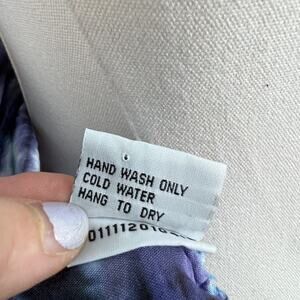 HAND WASH ONLY
COLD WATER
HANG TO DRY